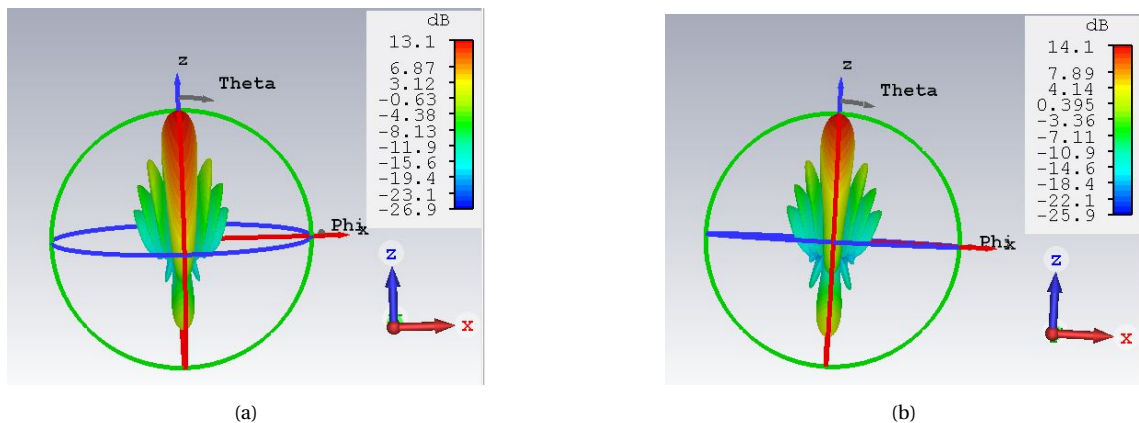 dB
13.1
6.87
3.12
-0.63
-4.38
-8.13
-11.9
-15.6
-19.4
-23.1
-26.9
z
Theta
Phi
x
z
x
(a)
dB
14.1
7.89
4.14
0.395
-3.36
-7.11
-10.9
-14.6
-18.4
-22.1
-25.9
z
Theta
Phi
x
z
x
(b)